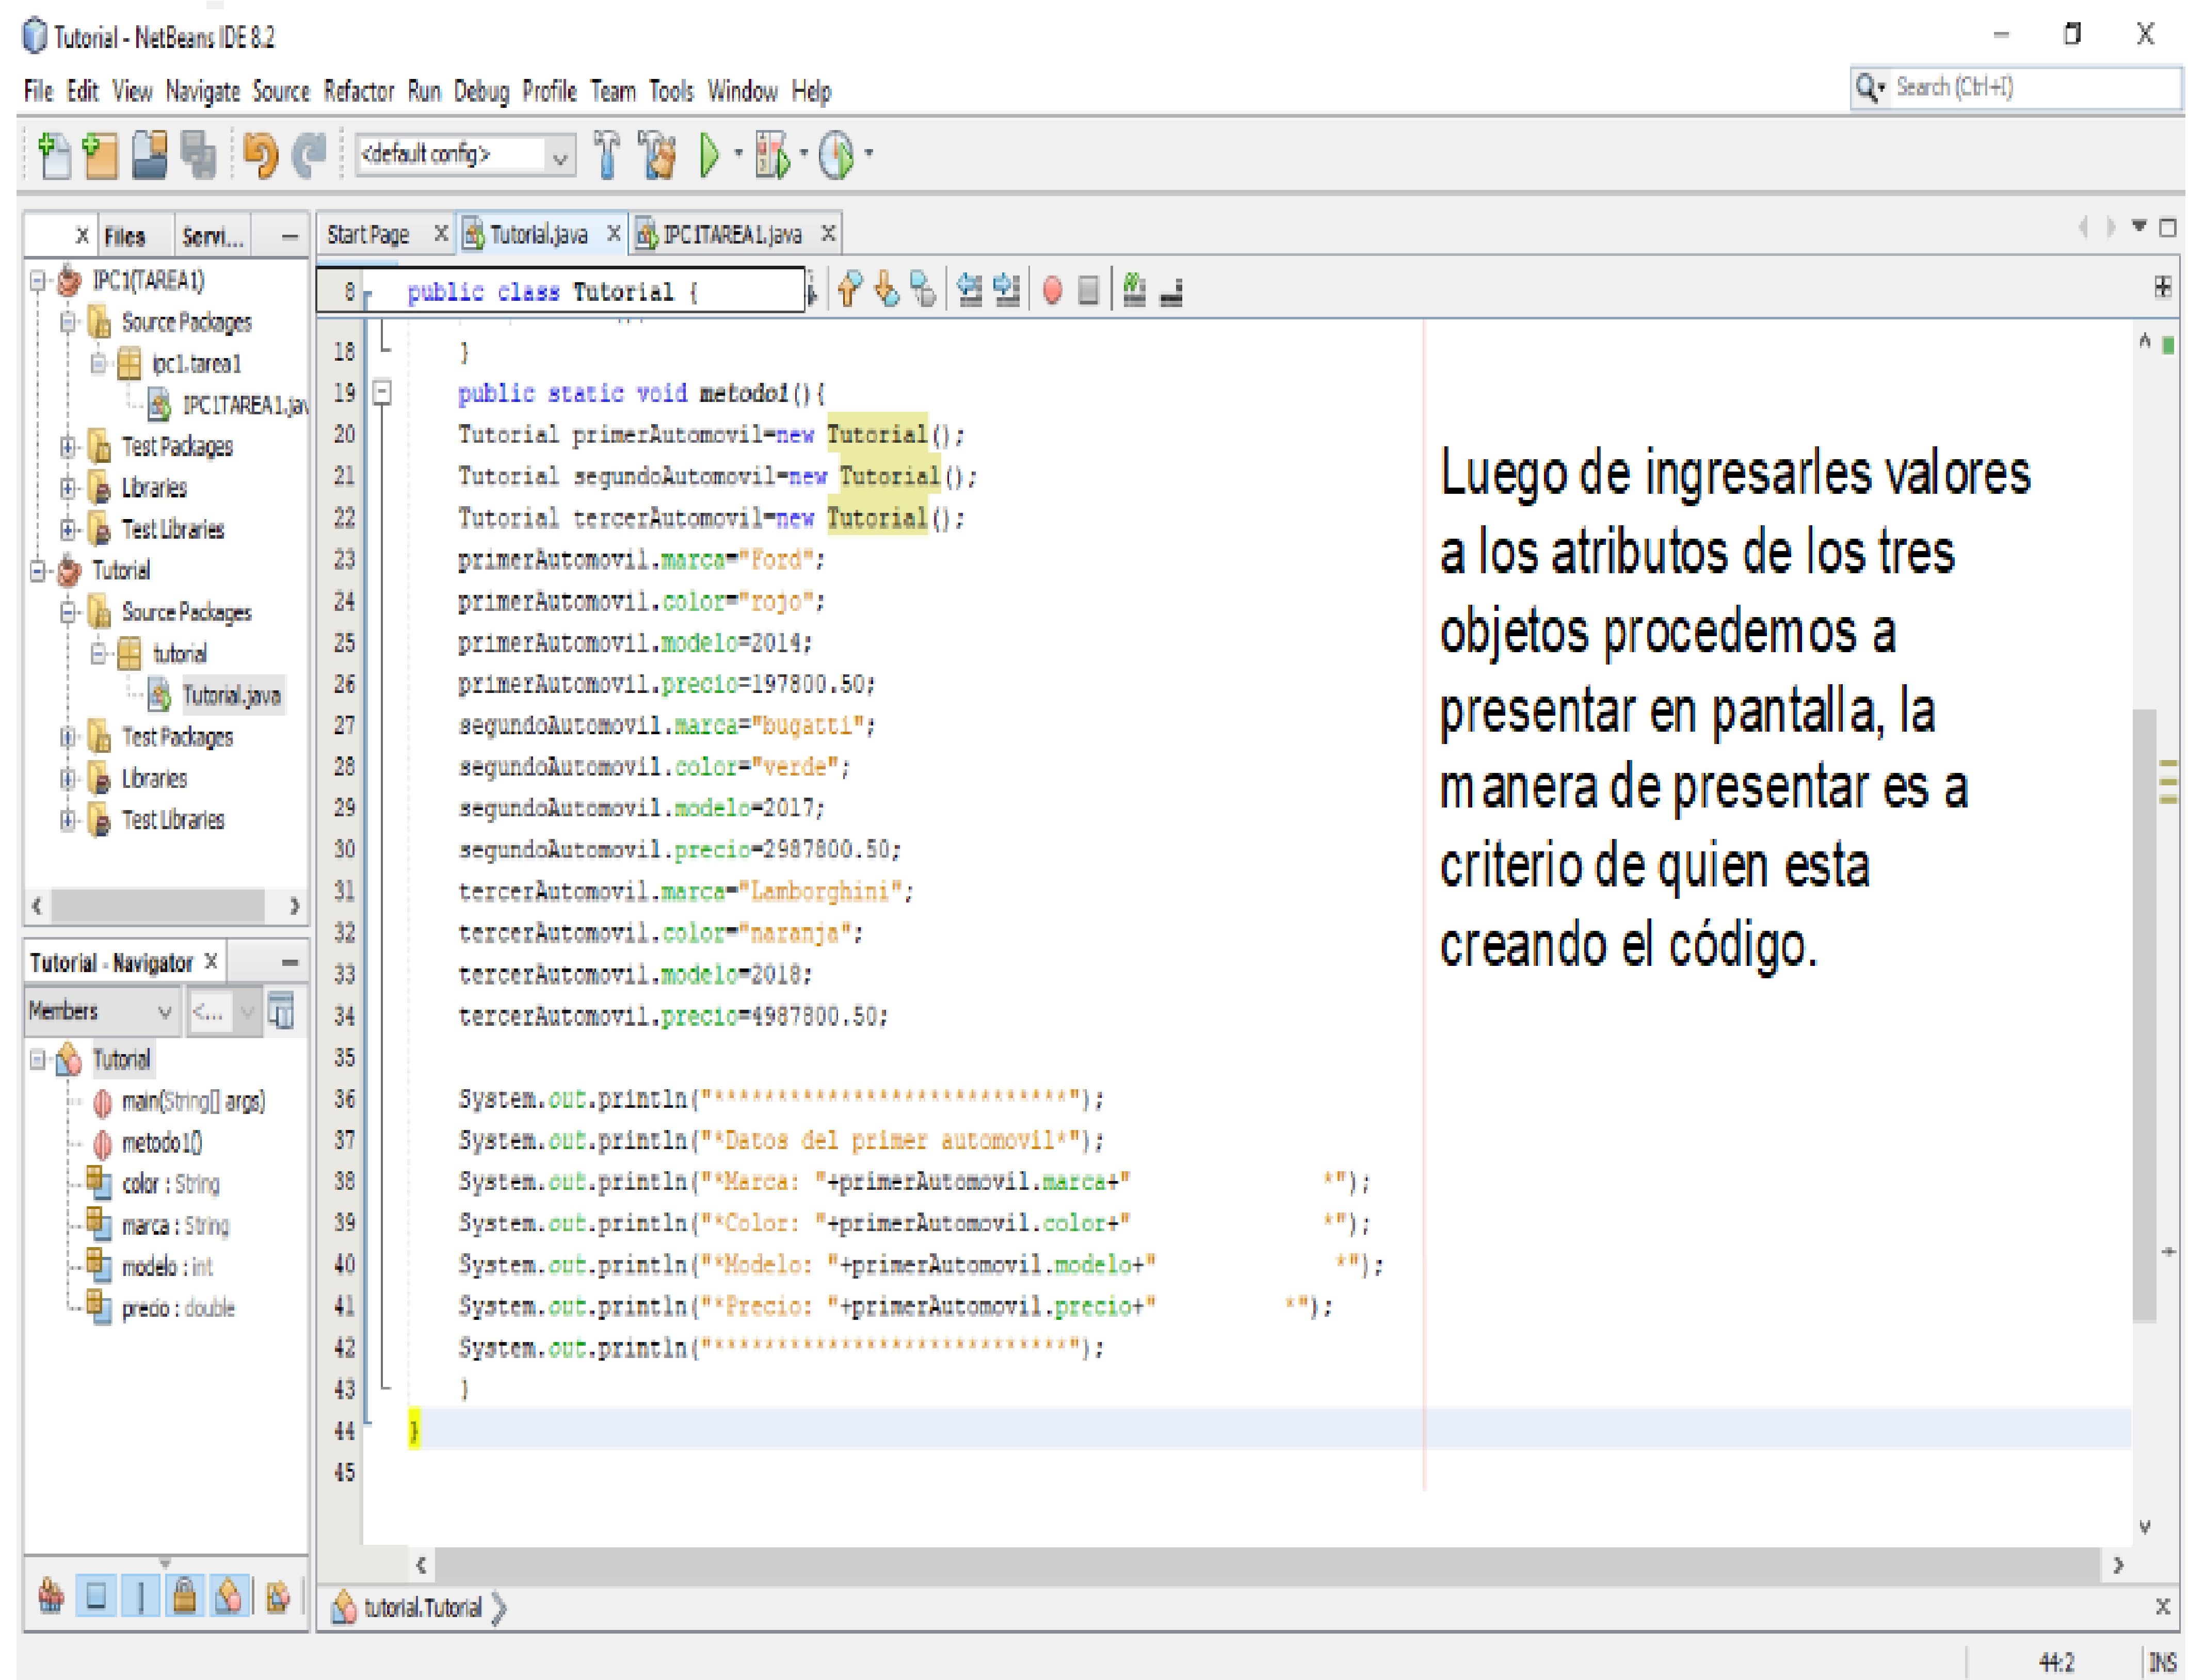 Tutorial - NetBeans IDE 8.2
File Edit View Navigate Source Refactor Run Debug Profile Team Tools Window Help
Search (Ctrl+I)
<default config>
Files Servi...
Start Page Tutorial.java IPC1TAREA1.java
IPC1(TAREA1)
Source Packages
ipc1.tarea1
IPC1TAREA1.jav
Test Packages
Libraries
Test Libraries
Tutorial
Source Packages
tutorial
Tutorial.java
Test Packages
Libraries
Test Libraries
Tutorial - Navigator
Members <...
Tutorial
main(String[] args)
metodo1()
color : String
marca : String
modelo : int
precio : double
8 public class Tutorial {
18 }
19 public static void metodo1(){
20 Tutorial primerAutomovil=new Tutorial();
21 Tutorial segundoAutomovil=new Tutorial();
22 Tutorial tercerAutomovil=new Tutorial();
23 primerAutomovil.marca="Ford";
24 primerAutomovil.color="rojo";
25 primerAutomovil.modelo=2014;
26 primerAutomovil.precio=197800.50;
27 segundoAutomovil.marca="bugatti";
28 segundoAutomovil.color="verde";
29 segundoAutomovil.modelo=2017;
30 segundoAutomovil.precio=2987800.50;
31 tercerAutomovil.marca="Lamborghini";
32 tercerAutomovil.color="naranja";
33 tercerAutomovil.modelo=2018;
34 tercerAutomovil.precio=4987800.50;
35
36 System.out.println("****************************");
37 System.out.println("*Datos del primer automovil*");
38 System.out.println("*Marca: "+primerAutomovil.marca+"               *");
39 System.out.println("*Color: "+primerAutomovil.color+"               *");
40 System.out.println("*Modelo: "+primerAutomovil.modelo+"              *");
41 System.out.println("*Precio: "+primerAutomovil.precio+"          *");
42 System.out.println("****************************");
43 }
44 }
45
Luego de ingresarles valores
a los atributos de los tres
objetos procedemos a
presentar en pantalla, la
manera de presentar es a
criterio de quien esta
creando el código.
tutorial.Tutorial
44:2 INS